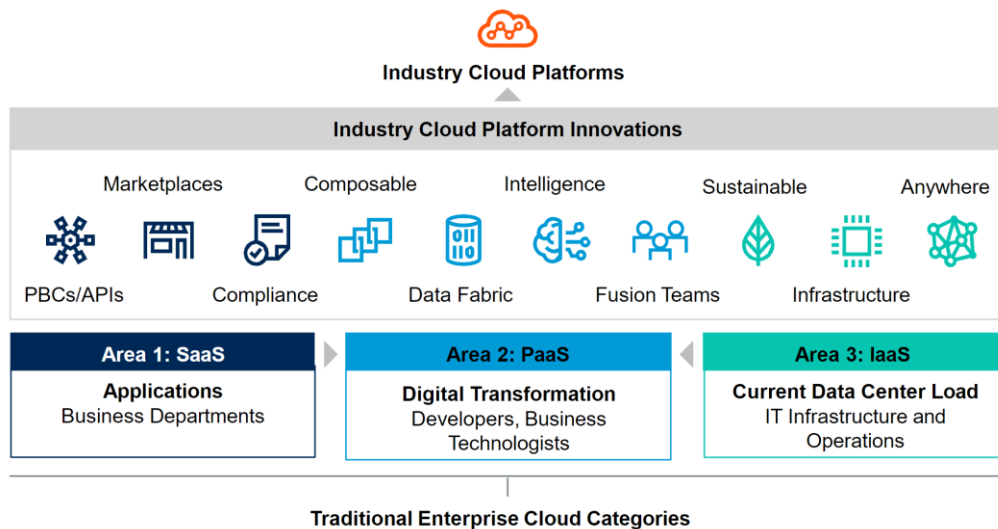 Industry Cloud Platforms
Industry Cloud Platform Innovations
Marketplaces
Composable
Intelligence
Sustainable
Anywhere
011
110
PBCs/APIs
Compliance
Data Fabric
Fusion Teams
Infrastructure
Area 1: SaaS
Applications
Business Departments
Area 2: PaaS
Digital Transformation
Developers, Business
Technologists
Area 3: IaaS
Current Data Center Load
IT Infrastructure and
Operations
Traditional Enterprise Cloud Categories